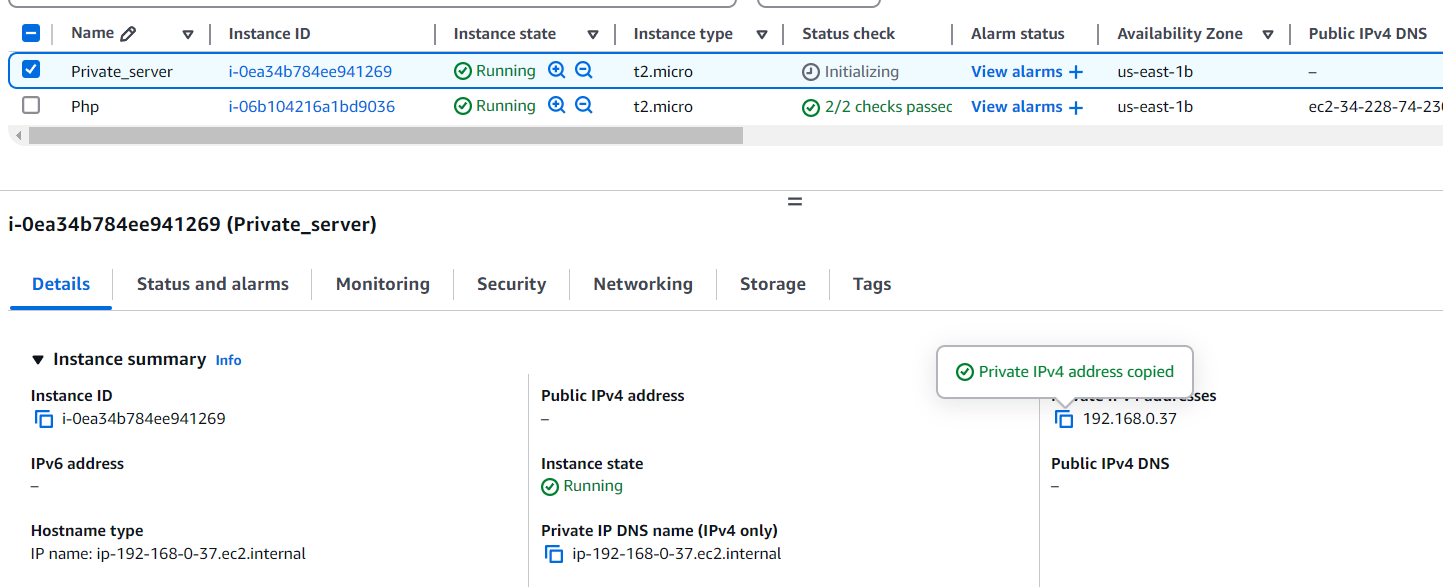 Name Instance ID Instance state Instance type Status check Alarm status Availability Zone Public IPv4 DNS
Private_server i-0ea34b784ee941269 Running t2.micro Initializing View alarms + us-east-1b –
Php i-06b104216a1bd9036 Running t2.micro 2/2 checks passed View alarms + us-east-1b ec2-34-228-74-230
i-0ea34b784ee941269 (Private_server)
Details Status and alarms Monitoring Security Networking Storage Tags
Instance summary Info
Private IPv4 address copied
Instance ID
i-0ea34b784ee941269
Public IPv4 address
–
Private IPv4 addresses
192.168.0.37
IPv6 address
–
Instance state
Running
Public IPv4 DNS
–
Hostname type
IP name: ip-192-168-0-37.ec2.internal
Private IP DNS name (IPv4 only)
ip-192-168-0-37.ec2.internal